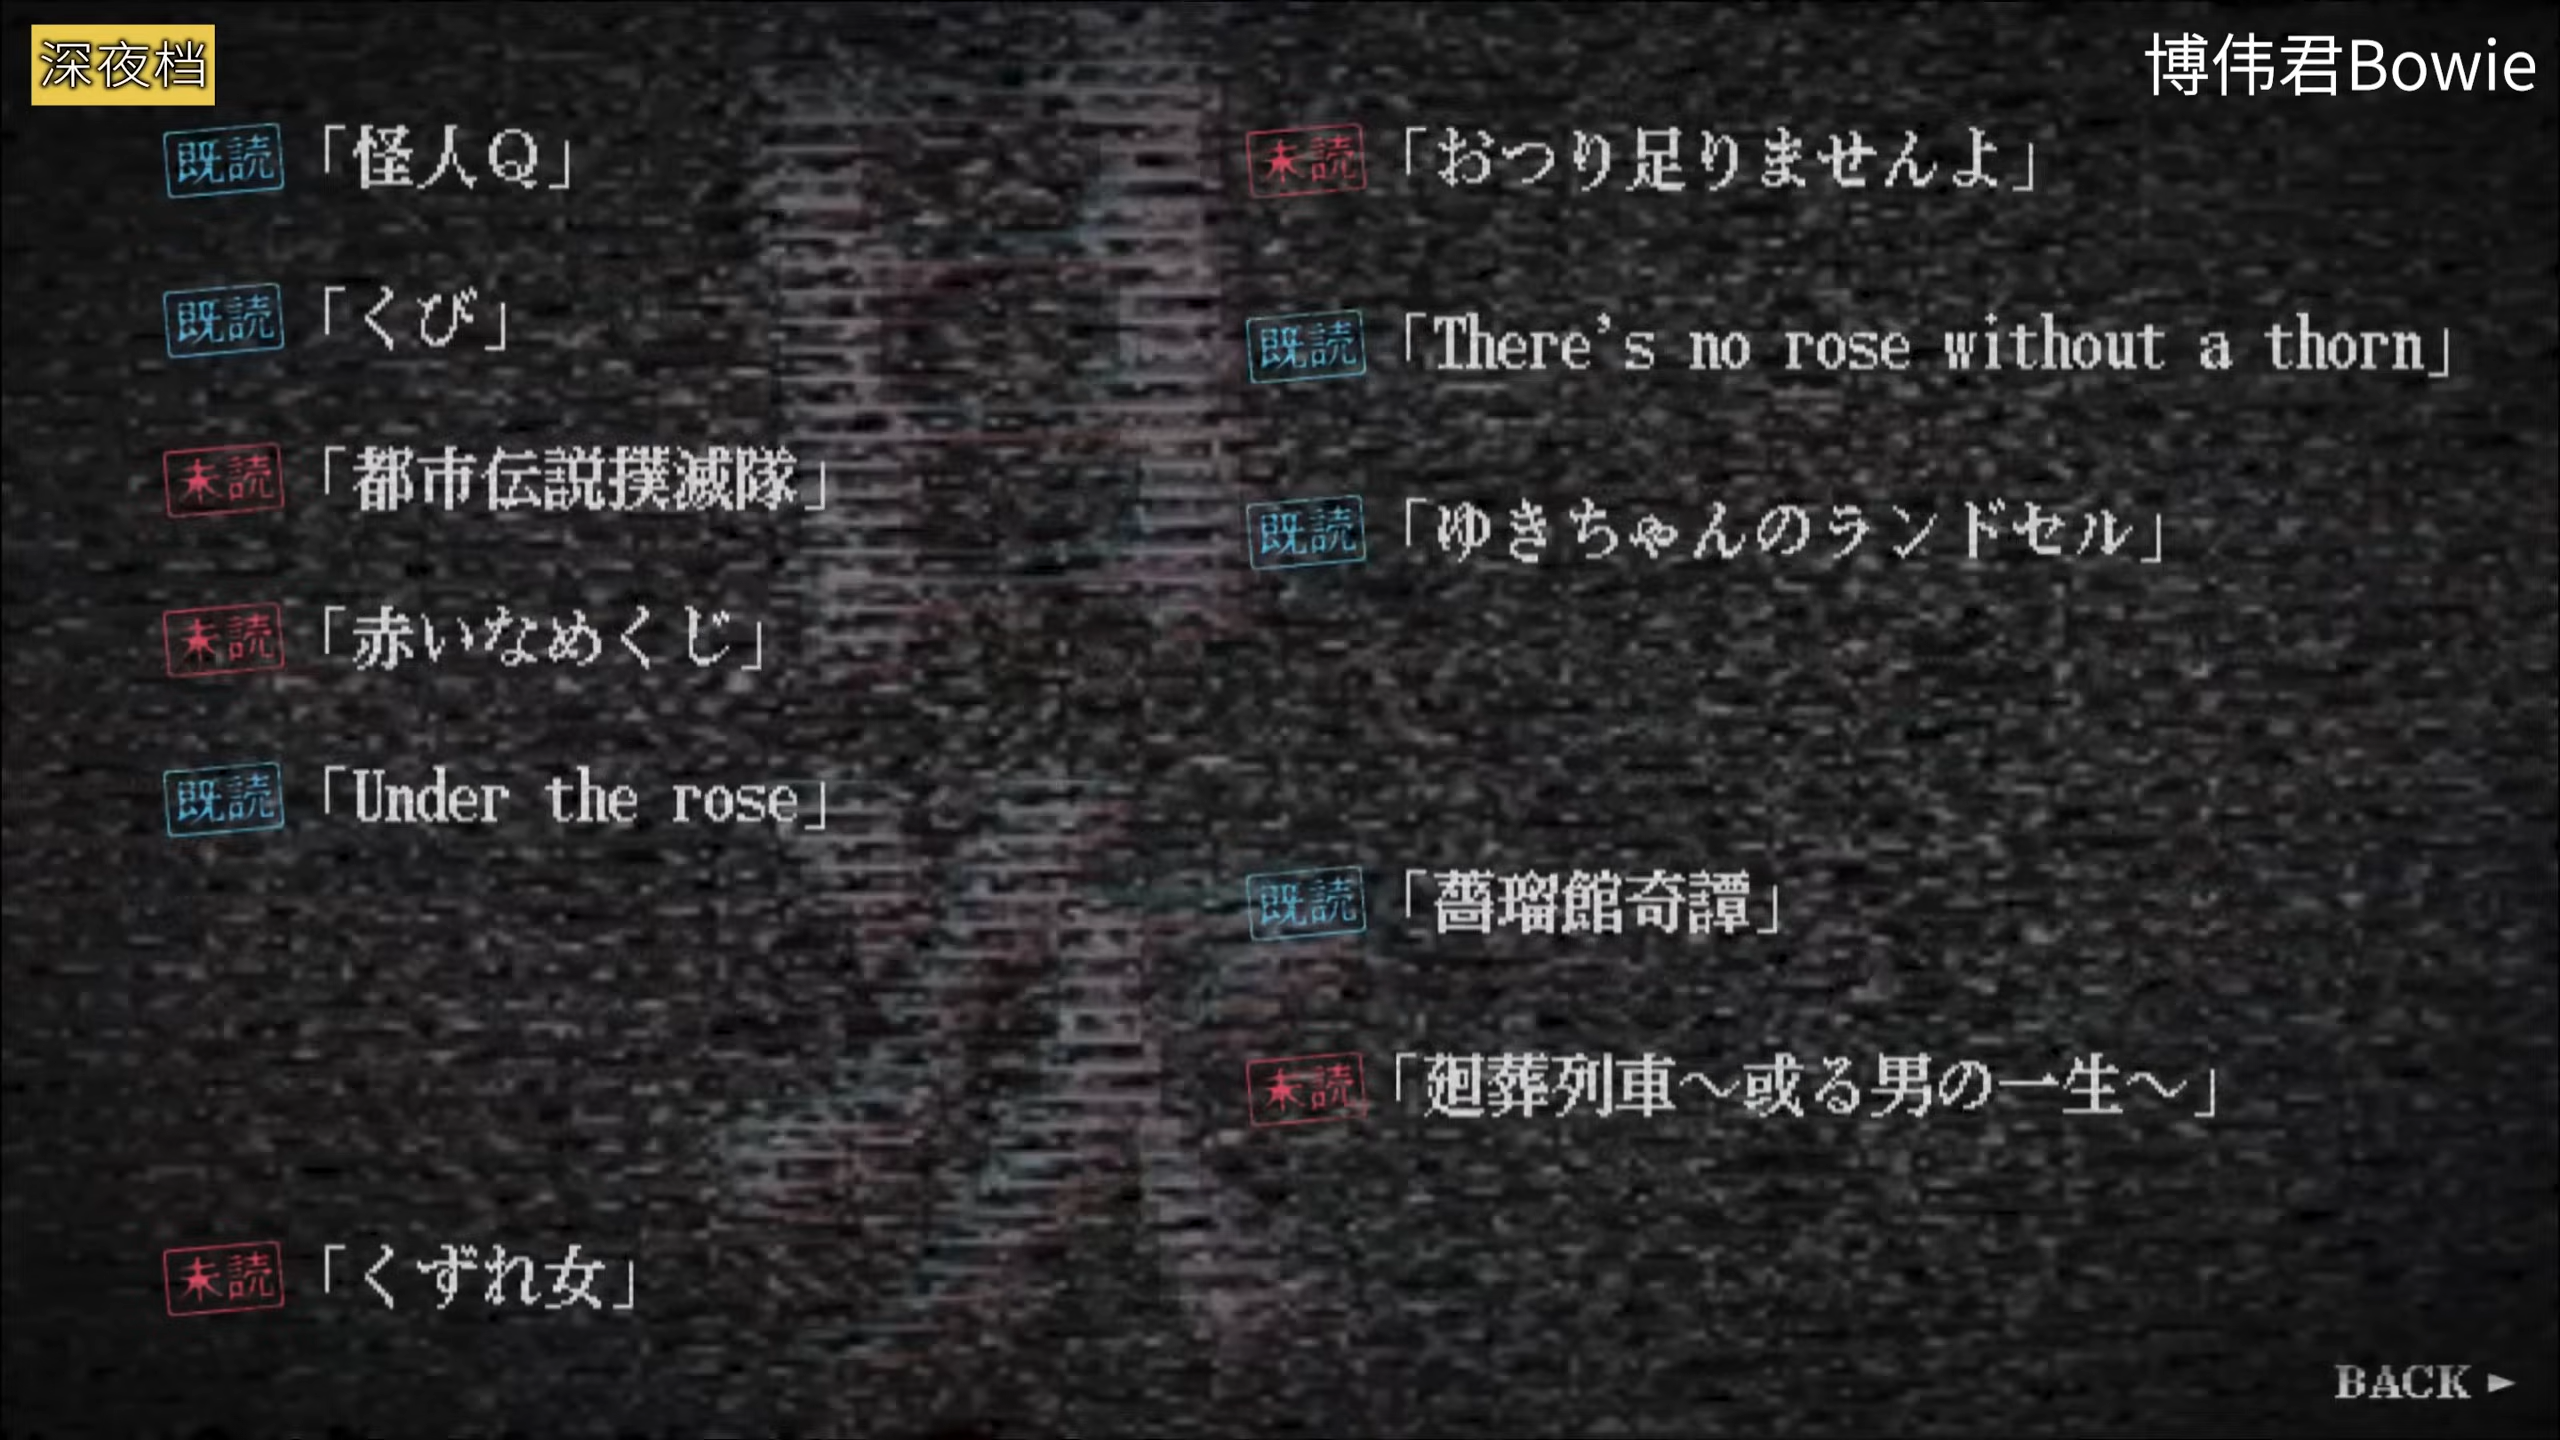 深夜档
博伟君Bowie
既読「怪人Q」
既読「くび」
未読「都市伝説撲滅隊」
未読「赤いなめくじ」
既読「Under the rose」
未読「くずれ女」
未読「おつり足りませんよ」
既読「There's no rose without a thorn」
既読「ゆきちゃんのランドセル」
既読「薔瑠館奇譚」
未読「廻葬列車～或る男の一生～」
BACK